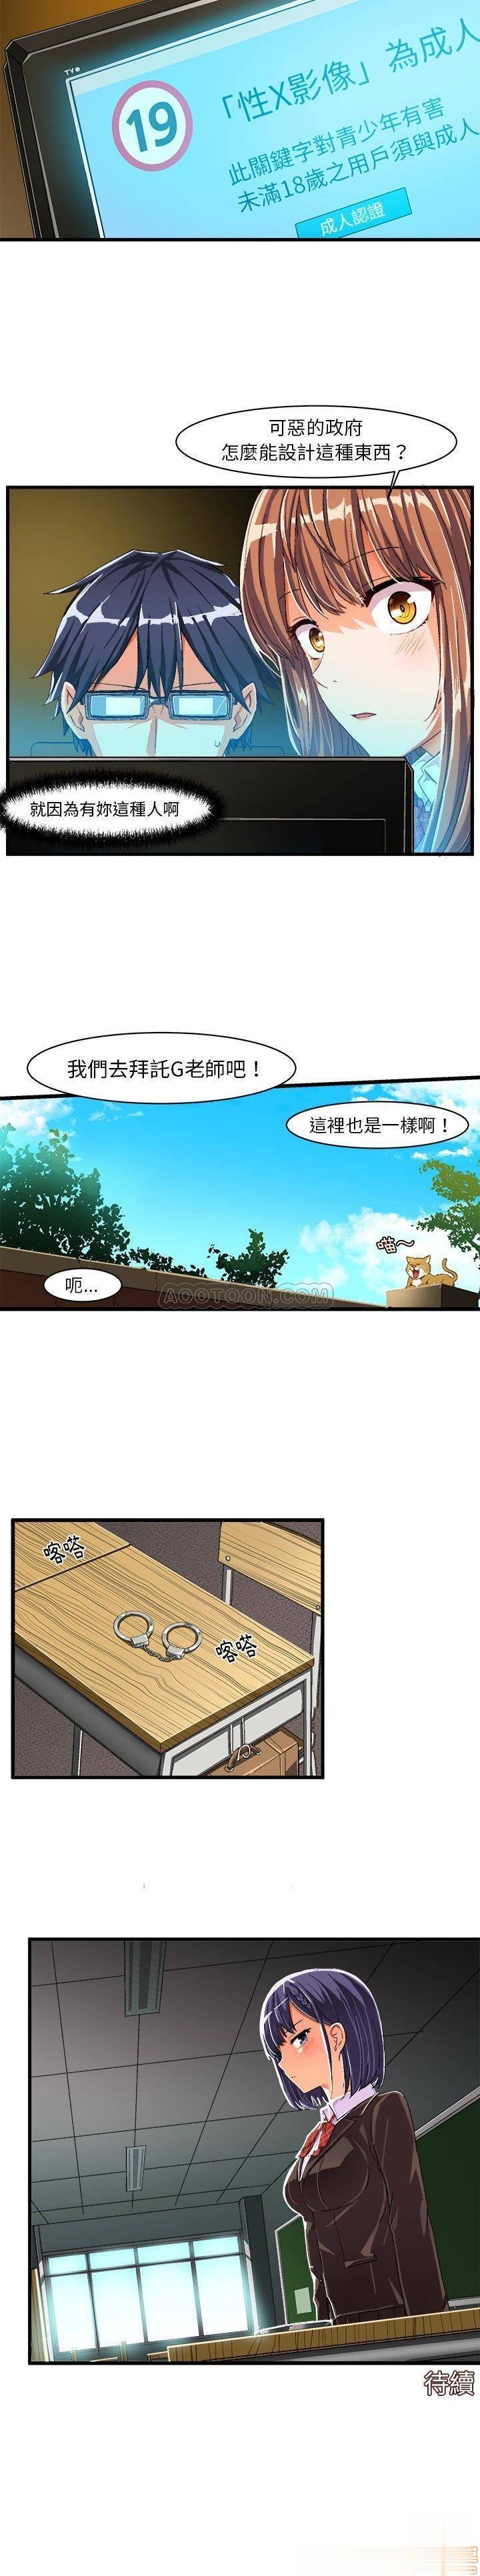 TV
19
「性X影像」為成人
此關鍵字對青少年有害
未滿18歲之用戶須與成人
成人認證
可惡的政府
怎麼能設計這種東西？
就因為有妳這種人啊
我們去拜託G老師吧！
這裡也是一樣啊！
喵～
呃…
AOOTOON.COM
喀嗒
喀嗒
待續